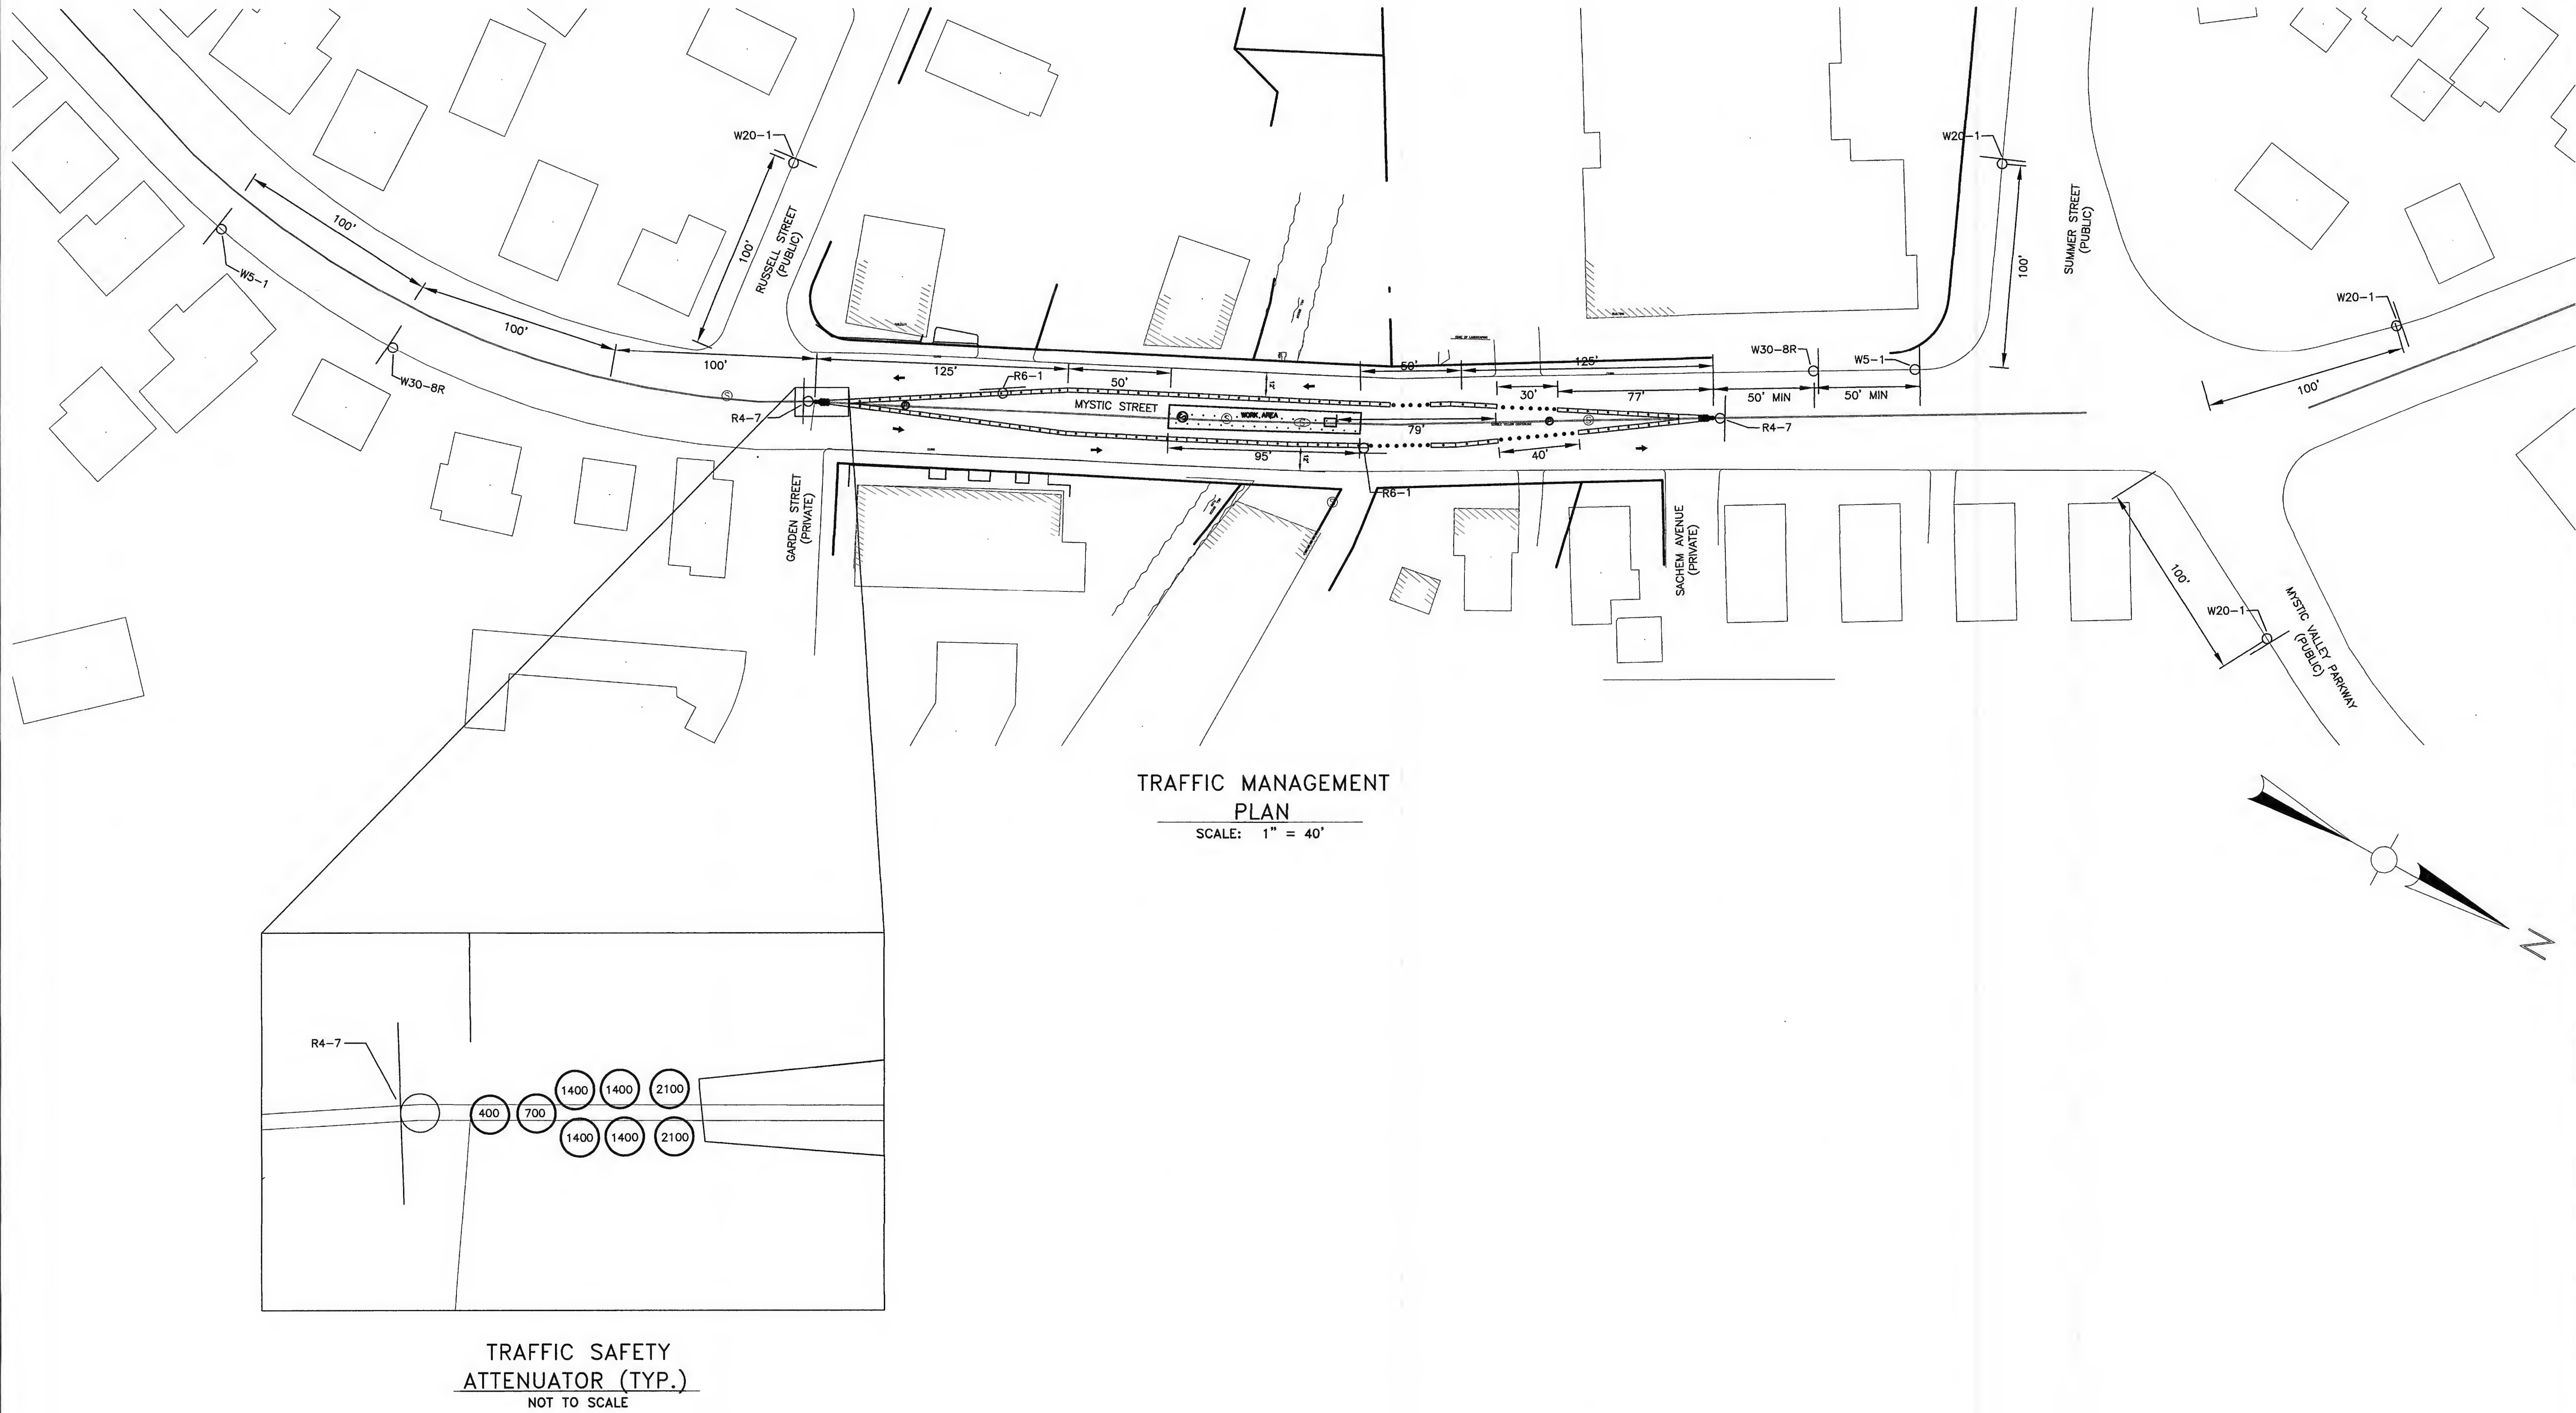 W20-1
W20-1
100'
W5-1
100'
RUSSELL STREET
(PUBLIC)
SUMMER STREET
(PUBLIC)
100'
W20-1
100'
W30-8R
100'
100'
125'
R6-1
50'
50'
125'
W30-8R
W5-1
100'
R4-7
MYSTIC STREET
WORK AREA
30'
77'
50' MIN
50' MIN
79'
R4-7
95'
40'
R6-1
GARDEN STREET
(PRIVATE)
SACHEM AVENUE
(PRIVATE)
100'
W20-1
MYSTIC VALLEY PARKWAY
(PUBLIC)
TRAFFIC MANAGEMENT
PLAN
SCALE: 1" = 40'
N
R4-7
1400 1400 2100
400 700
1400 1400 2100
TRAFFIC SAFETY
ATTENUATOR (TYP.)
NOT TO SCALE